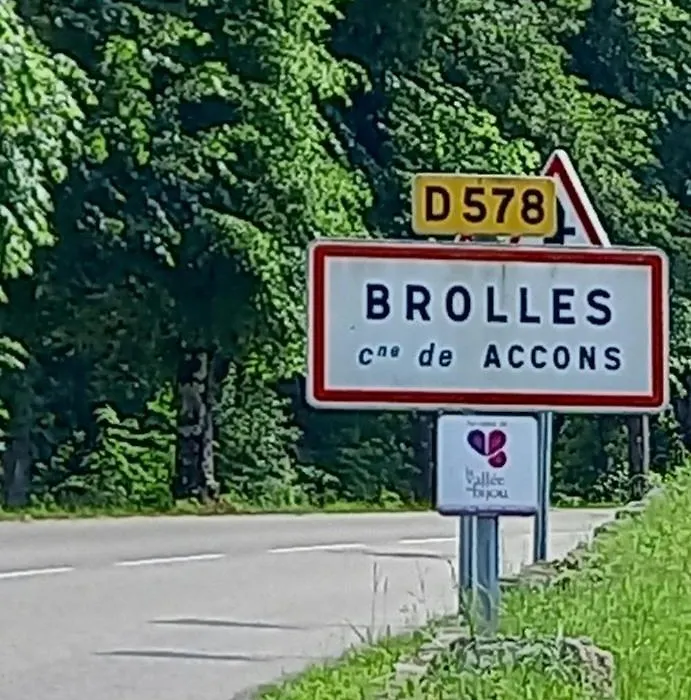 D 578
BROLLES
cne de ACCONS
la
vallée
du bijou